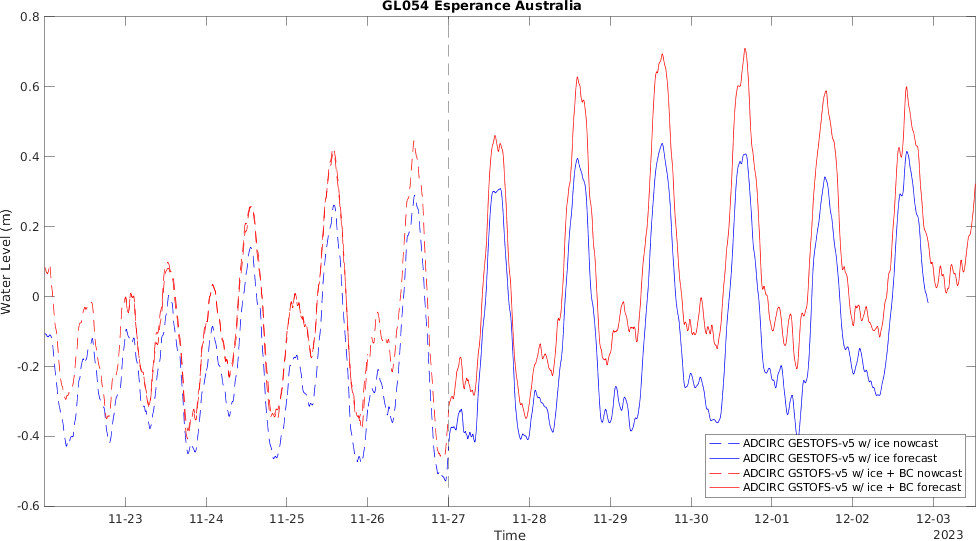 GL054 Esperance Australia
Water Level (m)
0.8
0.6
0.4
0.2
0
-0.2
-0.4
-0.6
ADCIRC GESTOFS-v5 w/ ice nowcast
ADCIRC GESTOFS-v5 w/ ice forecast
ADCIRC GSTOFS-v5 w/ ice + BC nowcast
ADCIRC GSTOFS-v5 w/ ice + BC forecast
11-23 11-24 11-25 11-26 11-27 11-28 11-29 11-30 12-01 12-02 12-03
Time
2023